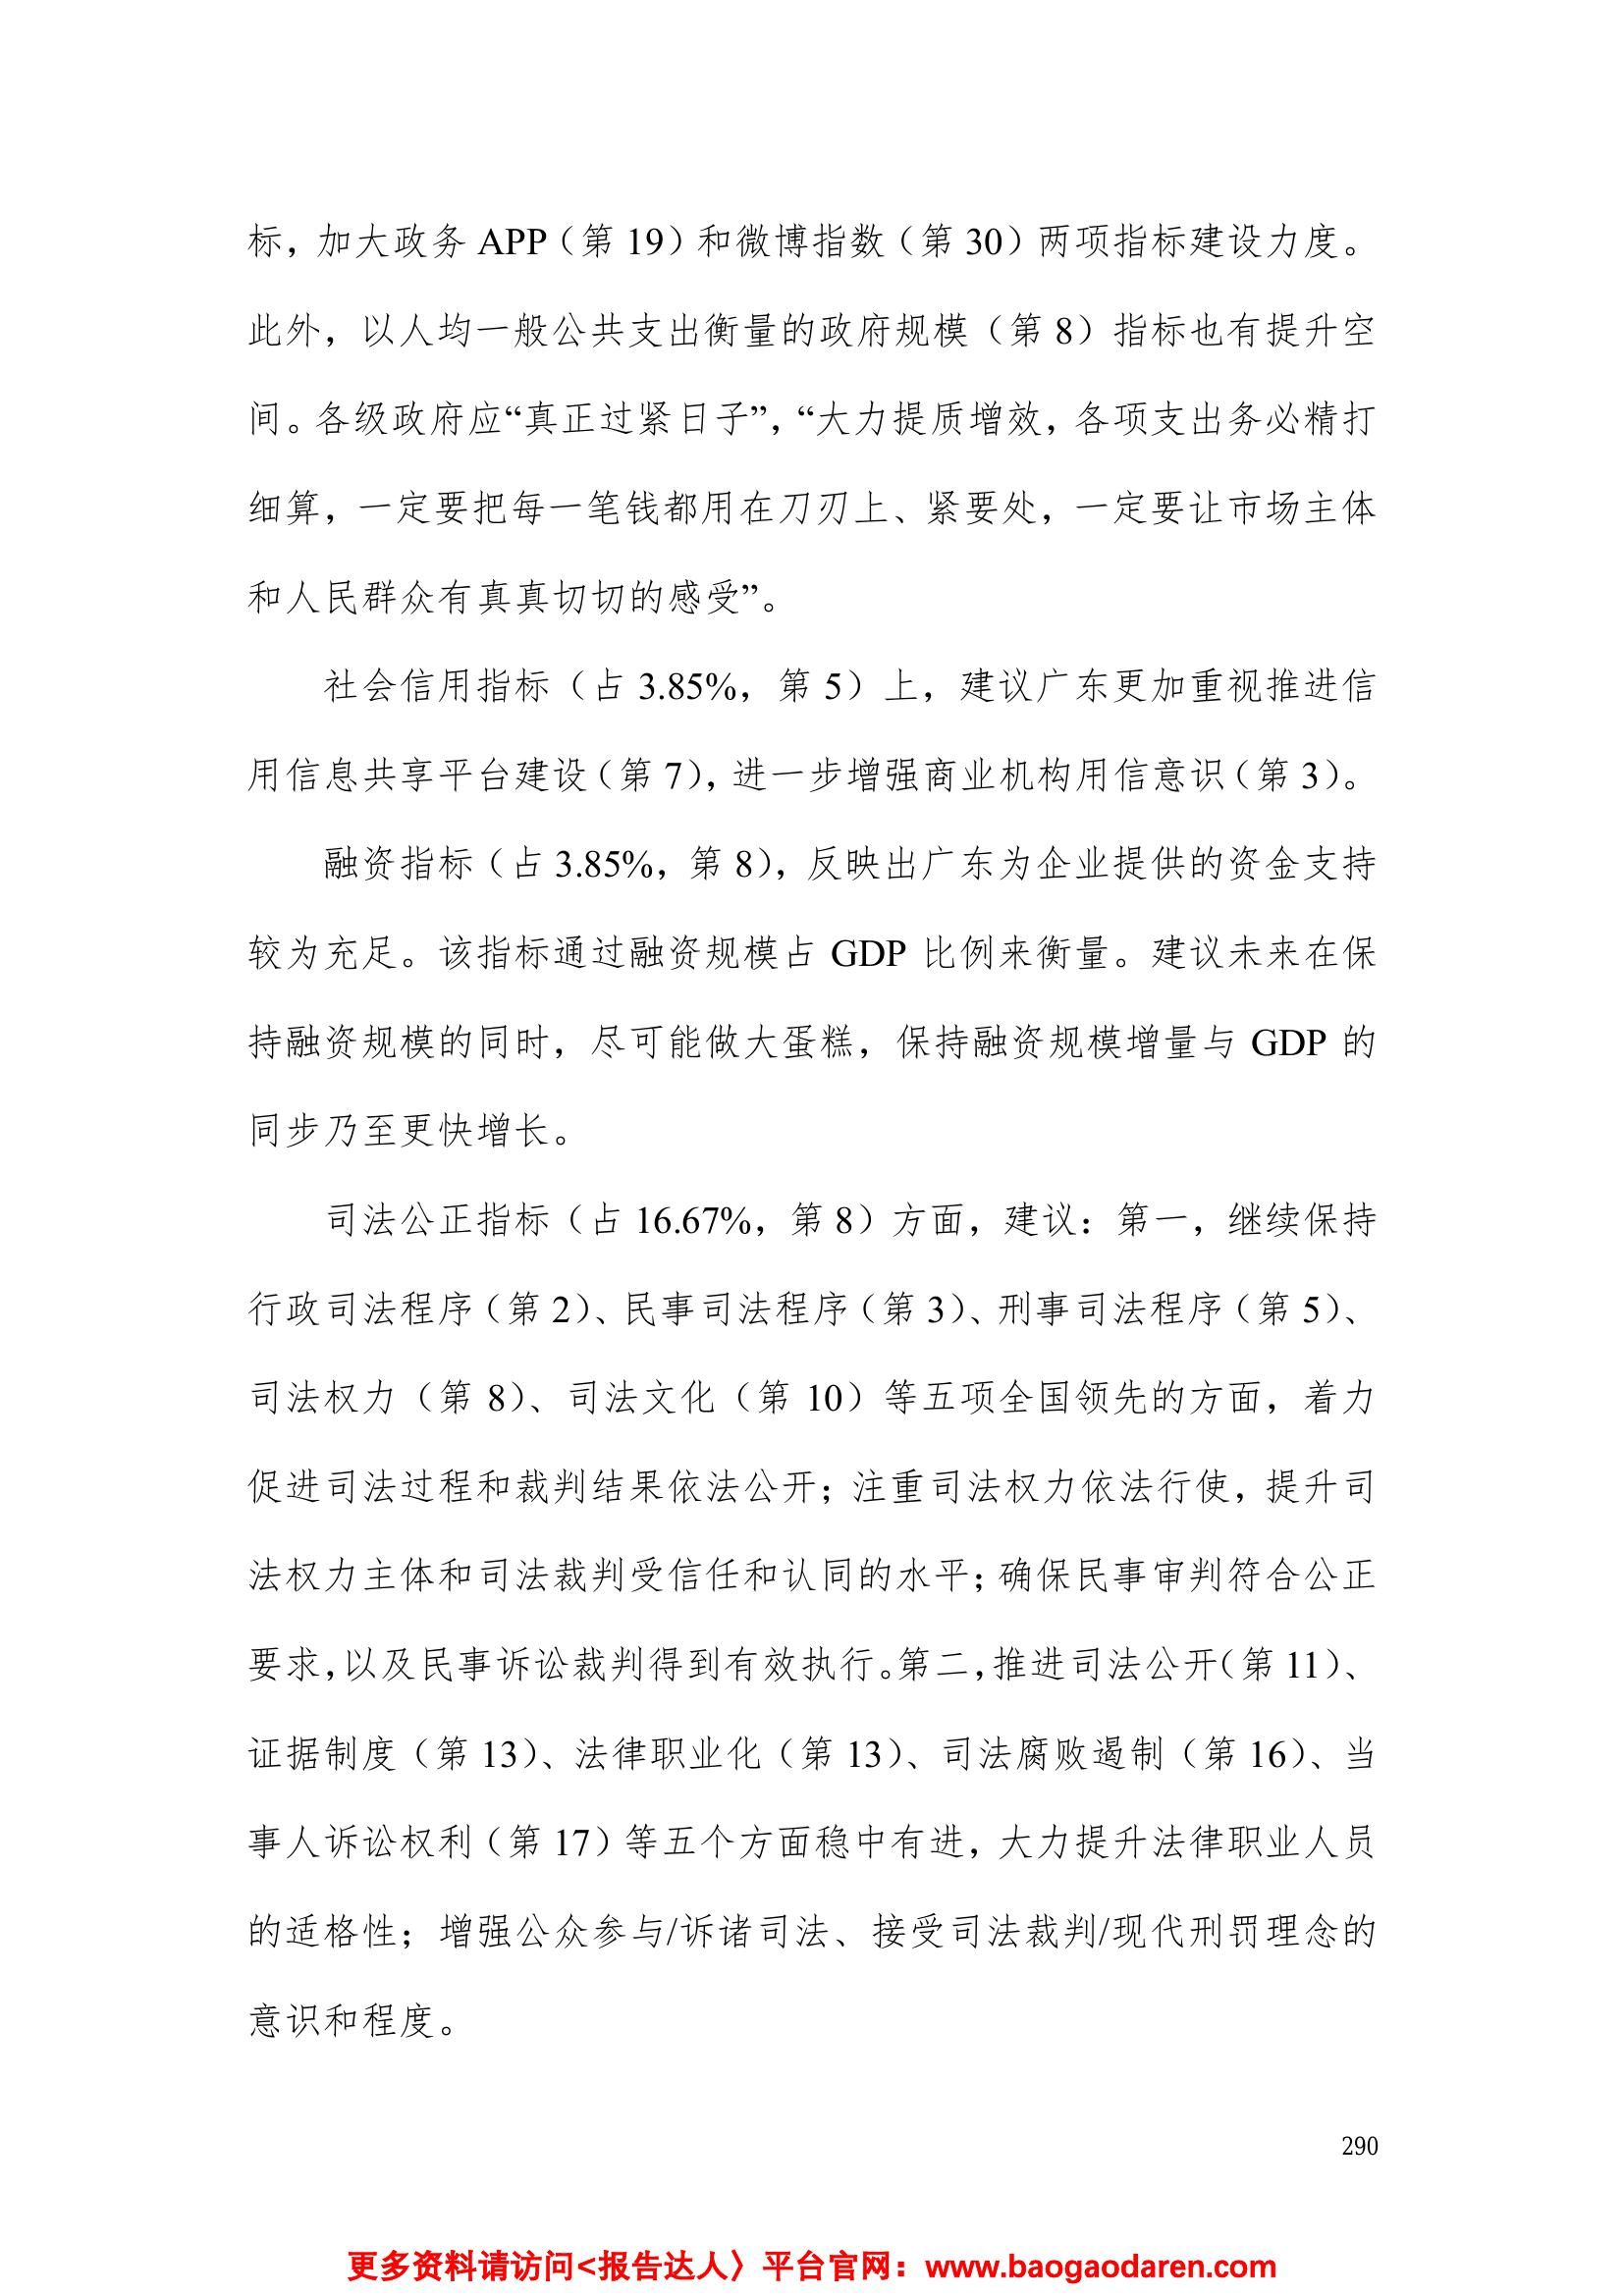 标，加大政务 APP（第 19）和微博指数（第 30）两项指标建设力度。
此外，以人均一般公共支出衡量的政府规模（第 8）指标也有提升空
间。各级政府应“真正过紧日子”，“大力提质增效，各项支出务必精打
细算，一定要把每一笔钱都用在刀刃上、紧要处，一定要让市场主体
和人民群众有真真切切的感受”。
社会信用指标（占 3.85%，第 5）上，建议广东更加重视推进信
用信息共享平台建设（第 7），进一步增强商业机构用信意识（第 3）。
融资指标（占 3.85%，第 8），反映出广东为企业提供的资金支持
较为充足。该指标通过融资规模占 GDP 比例来衡量。建议未来在保
持融资规模的同时，尽可能做大蛋糕，保持融资规模增量与 GDP 的
同步乃至更快增长。
司法公正指标（占 16.67%，第 8）方面，建议：第一，继续保持
行政司法程序（第 2）、民事司法程序（第 3）、刑事司法程序（第 5）、
司法权力（第 8）、司法文化（第 10）等五项全国领先的方面，着力
促进司法过程和裁判结果依法公开；注重司法权力依法行使，提升司
法权力主体和司法裁判受信任和认同的水平；确保民事审判符合公正
要求，以及民事诉讼裁判得到有效执行。第二，推进司法公开（第 11）、
证据制度（第 13）、法律职业化（第 13）、司法腐败遏制（第 16）、当
事人诉讼权利（第 17）等五个方面稳中有进，大力提升法律职业人员
的适格性；增强公众参与/诉诸司法、接受司法裁判/现代刑罚理念的
意识和程度。
290
更多资料请访问<报告达人〉平台官网：www.baogaodaren.com